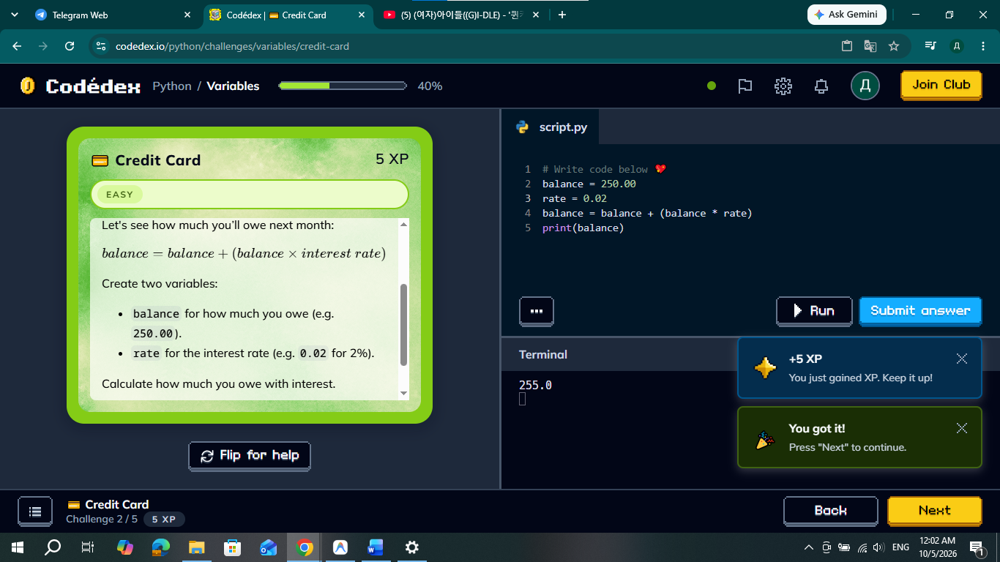 Telegram Web
Codédex | 💳 Credit Card
(5) (여자)아이들((G)I-DLE) - '퀸
Ask Gemini
codedex.io/python/challenges/variables/credit-card
Д
Codédex
Python / Variables
40%
Д
Join Club
Credit Card
5 XP
EASY
Let's see how much you'll owe next month:
balance = balance + (balance × interest rate)
Create two variables:
• balance for how much you owe (e.g.
250.00).
• rate for the interest rate (e.g. 0.02 for 2%).
Calculate how much you owe with interest.
Flip for help
script.py
1 # Write code below 💖
2 balance = 250.00
3 rate = 0.02
4 balance = balance + (balance * rate)
5 print(balance)
Run
Submit answer
Terminal
255.0
+5 XP
You just gained XP. Keep it up!
You got it!
Press "Next" to continue.
Credit Card
Challenge 2 / 5 5 XP
Back
Next
ENG
12:02 AM
10/5/2026
1